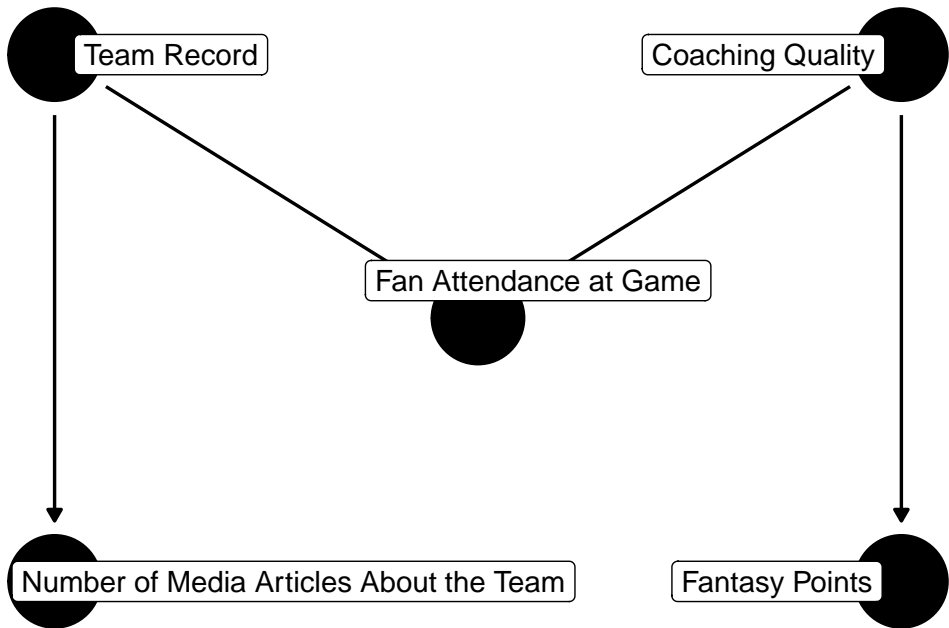 Team Record
Coaching Quality
Fan Attendance at Game
Number of Media Articles About the Team
Fantasy Points